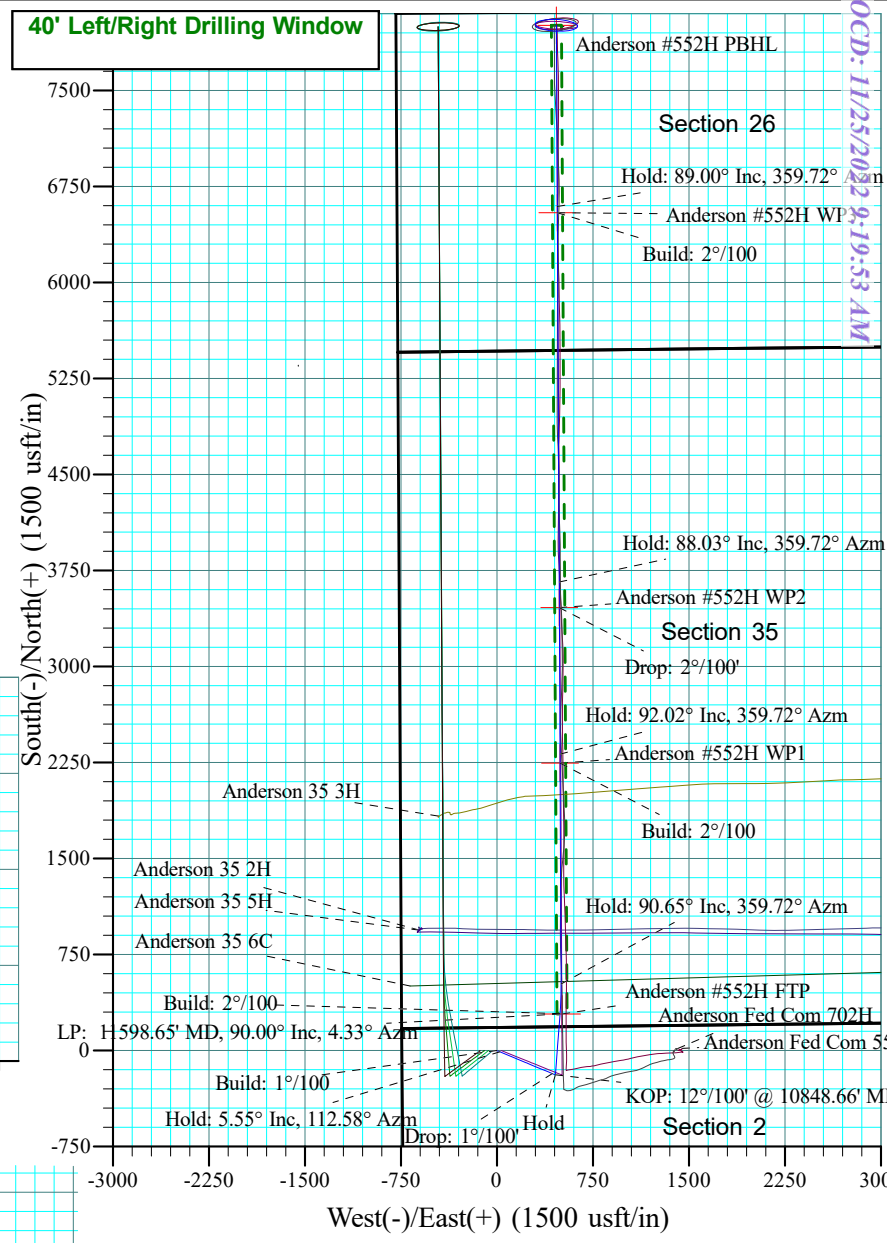 40' Left/Right Drilling Window
OCD: 11/25/2022 9:19:53 AM
Anderson #552H PBHL
7500
Section 26
Hold: 89.00° Inc, 359.72° Azm
6750
Anderson #552H WP3
Build: 2°/100
6000
5250
South(-)/North(+) (1500 usft/in)
4500
Hold: 88.03° Inc, 359.72° Azm
3750
Anderson #552H WP2
Section 35
3000
Drop: 2°/100'
Hold: 92.02° Inc, 359.72° Azm
2250
Anderson #552H WP1
Anderson 35 3H
Build: 2°/100
1500
Anderson 35 2H
Anderson 35 5H
Hold: 90.65° Inc, 359.72° Azm
Anderson 35 6C
750
Build: 2°/100
Anderson #552H FTP
Anderson Fed Com 702H
LP: 11598.65' MD, 90.00° Inc, 4.33° Azm
Anderson Fed Com 55
0
Build: 1°/100
KOP: 12°/100' @ 10848.66' MD
Hold: 5.55° Inc, 112.58° Azm
Hold
Drop: 1°/100'
Section 2
-750
-3000 -2250 -1500 -750 0 750 1500 2250 300
West(-)/East(+) (1500 usft/in)